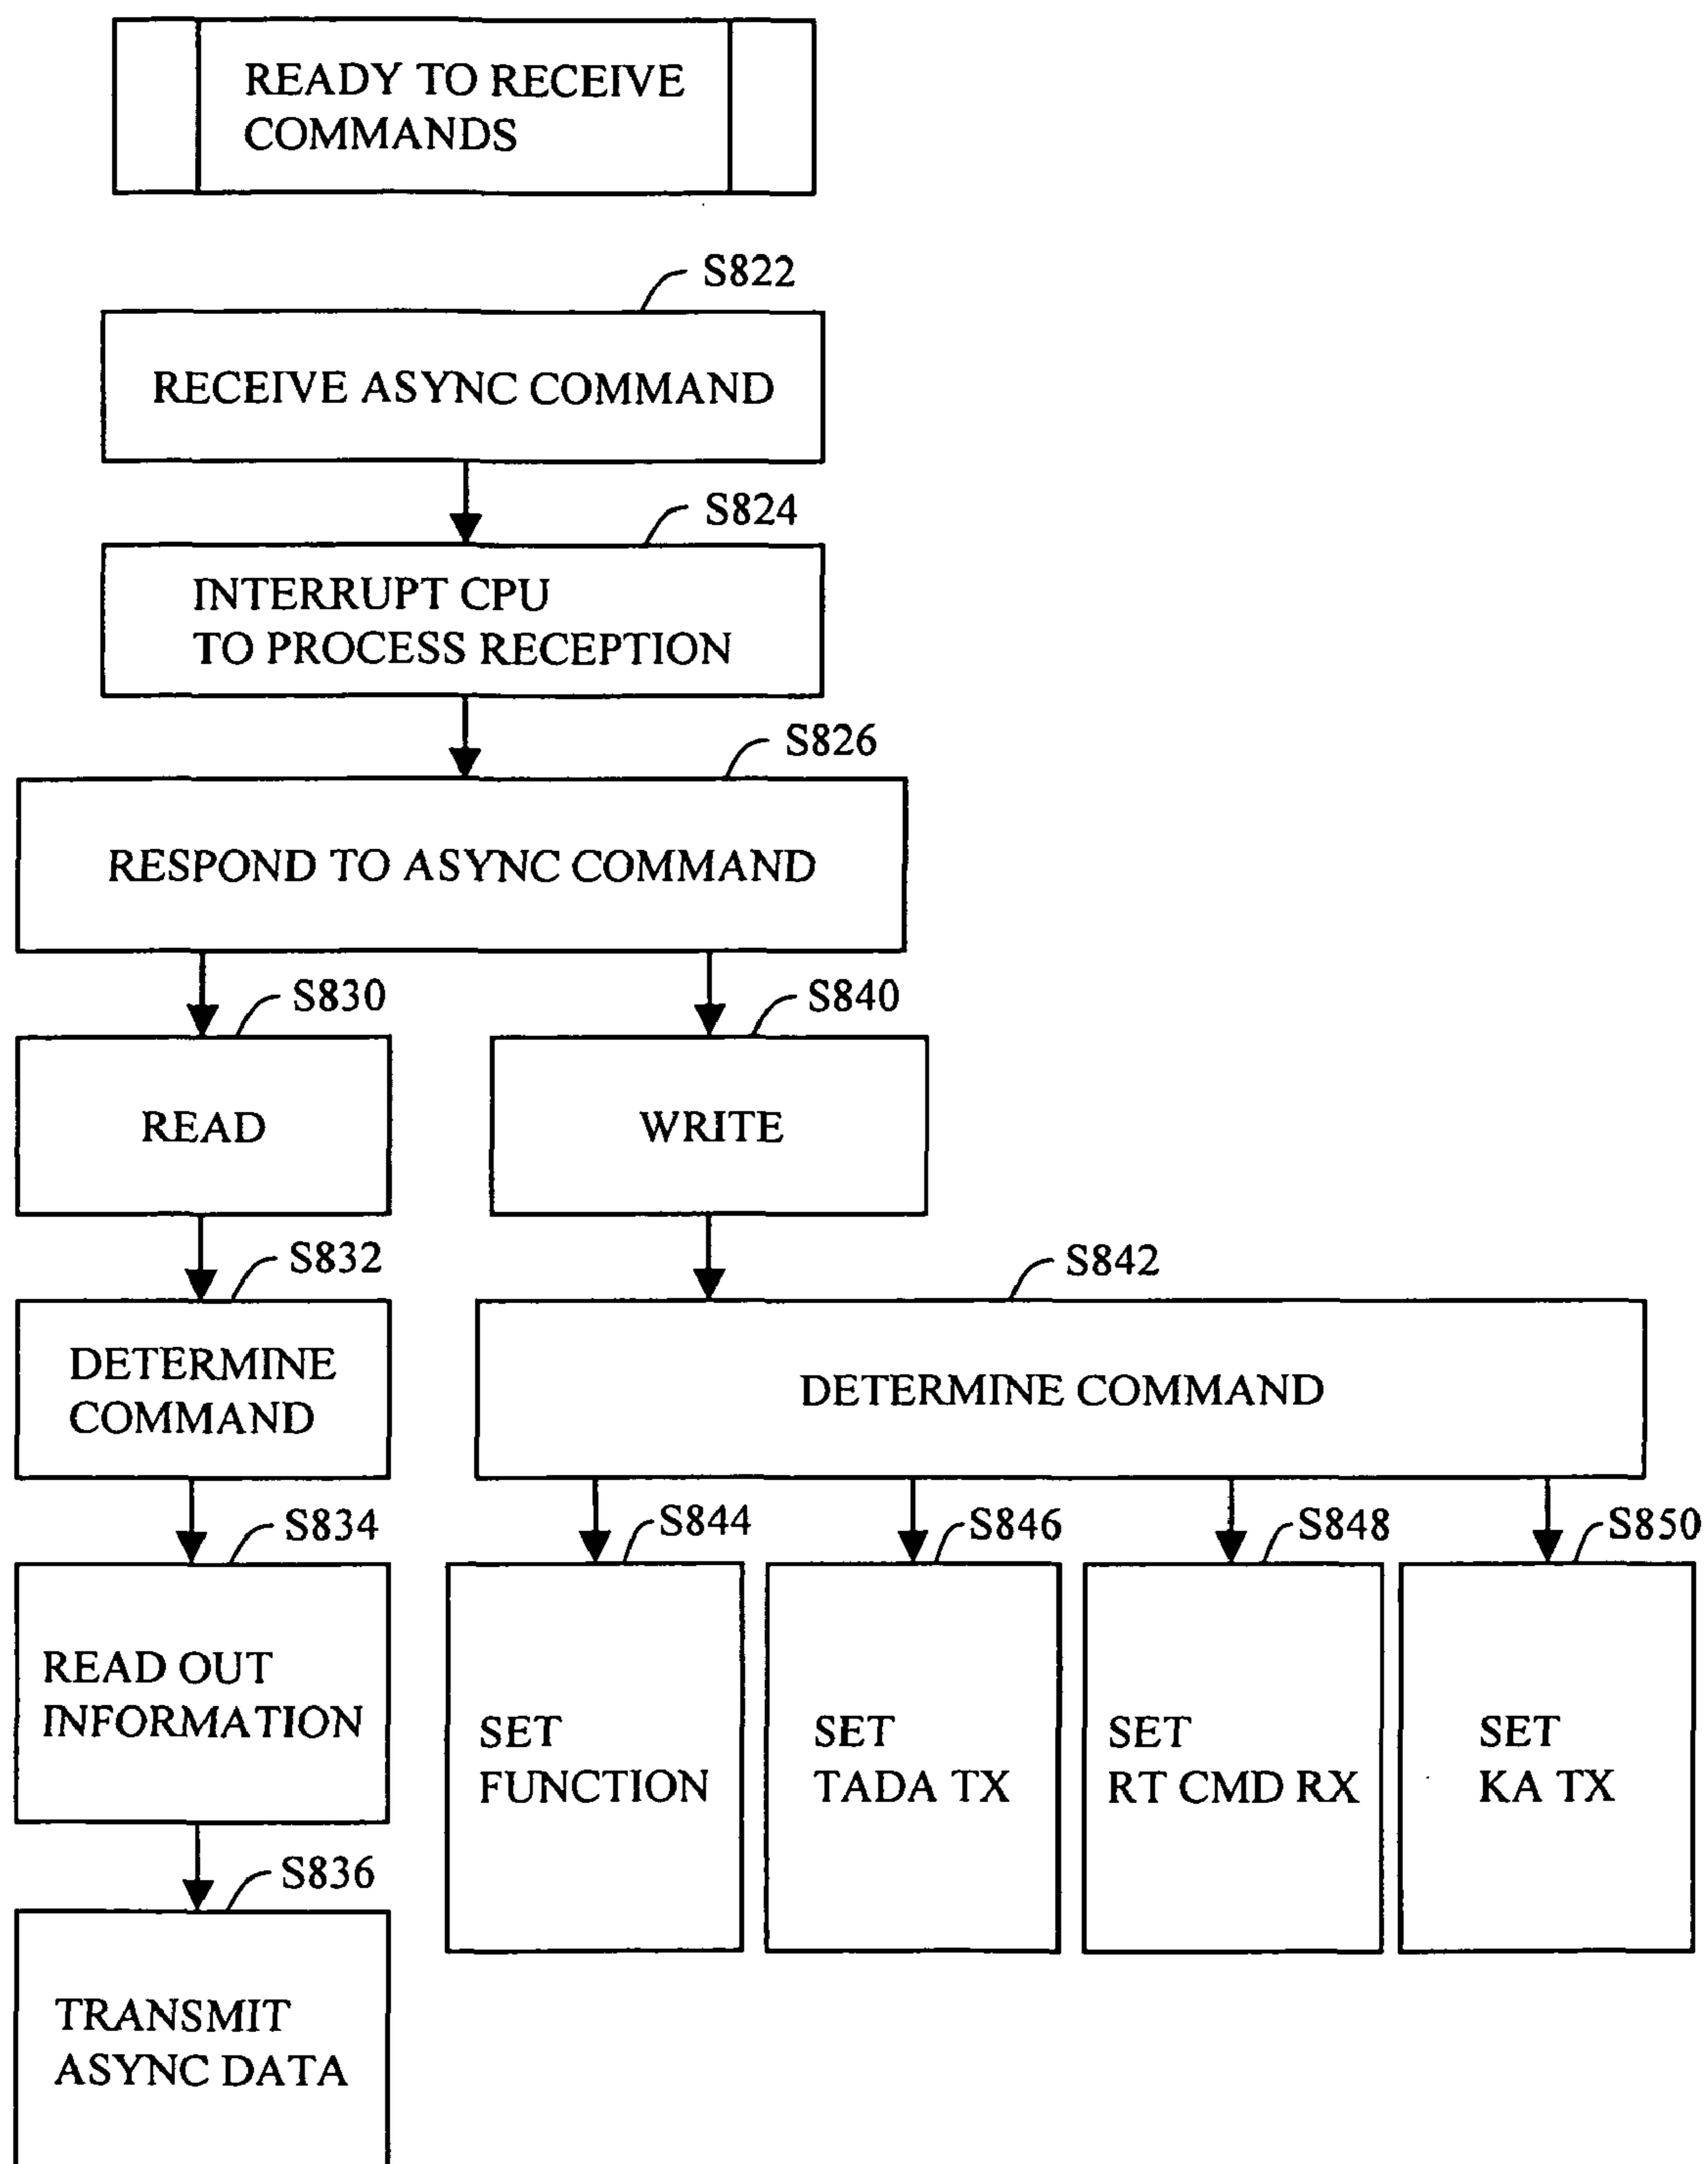 READY TO RECEIVE
COMMANDS
S822
RECEIVE ASYNC COMMAND
S824
INTERRUPT CPU
TO PROCESS RECEPTION
S826
RESPOND TO ASYNC COMMAND
S830
S840
READ
WRITE
S832
S842
DETERMINE
COMMAND
DETERMINE COMMAND
S834
S844
S846
S848
S850
READ OUT
INFORMATION
SET
FUNCTION
SET
TADA TX
SET
RT CMD RX
SET
KA TX
S836
TRANSMIT
ASYNC DATA